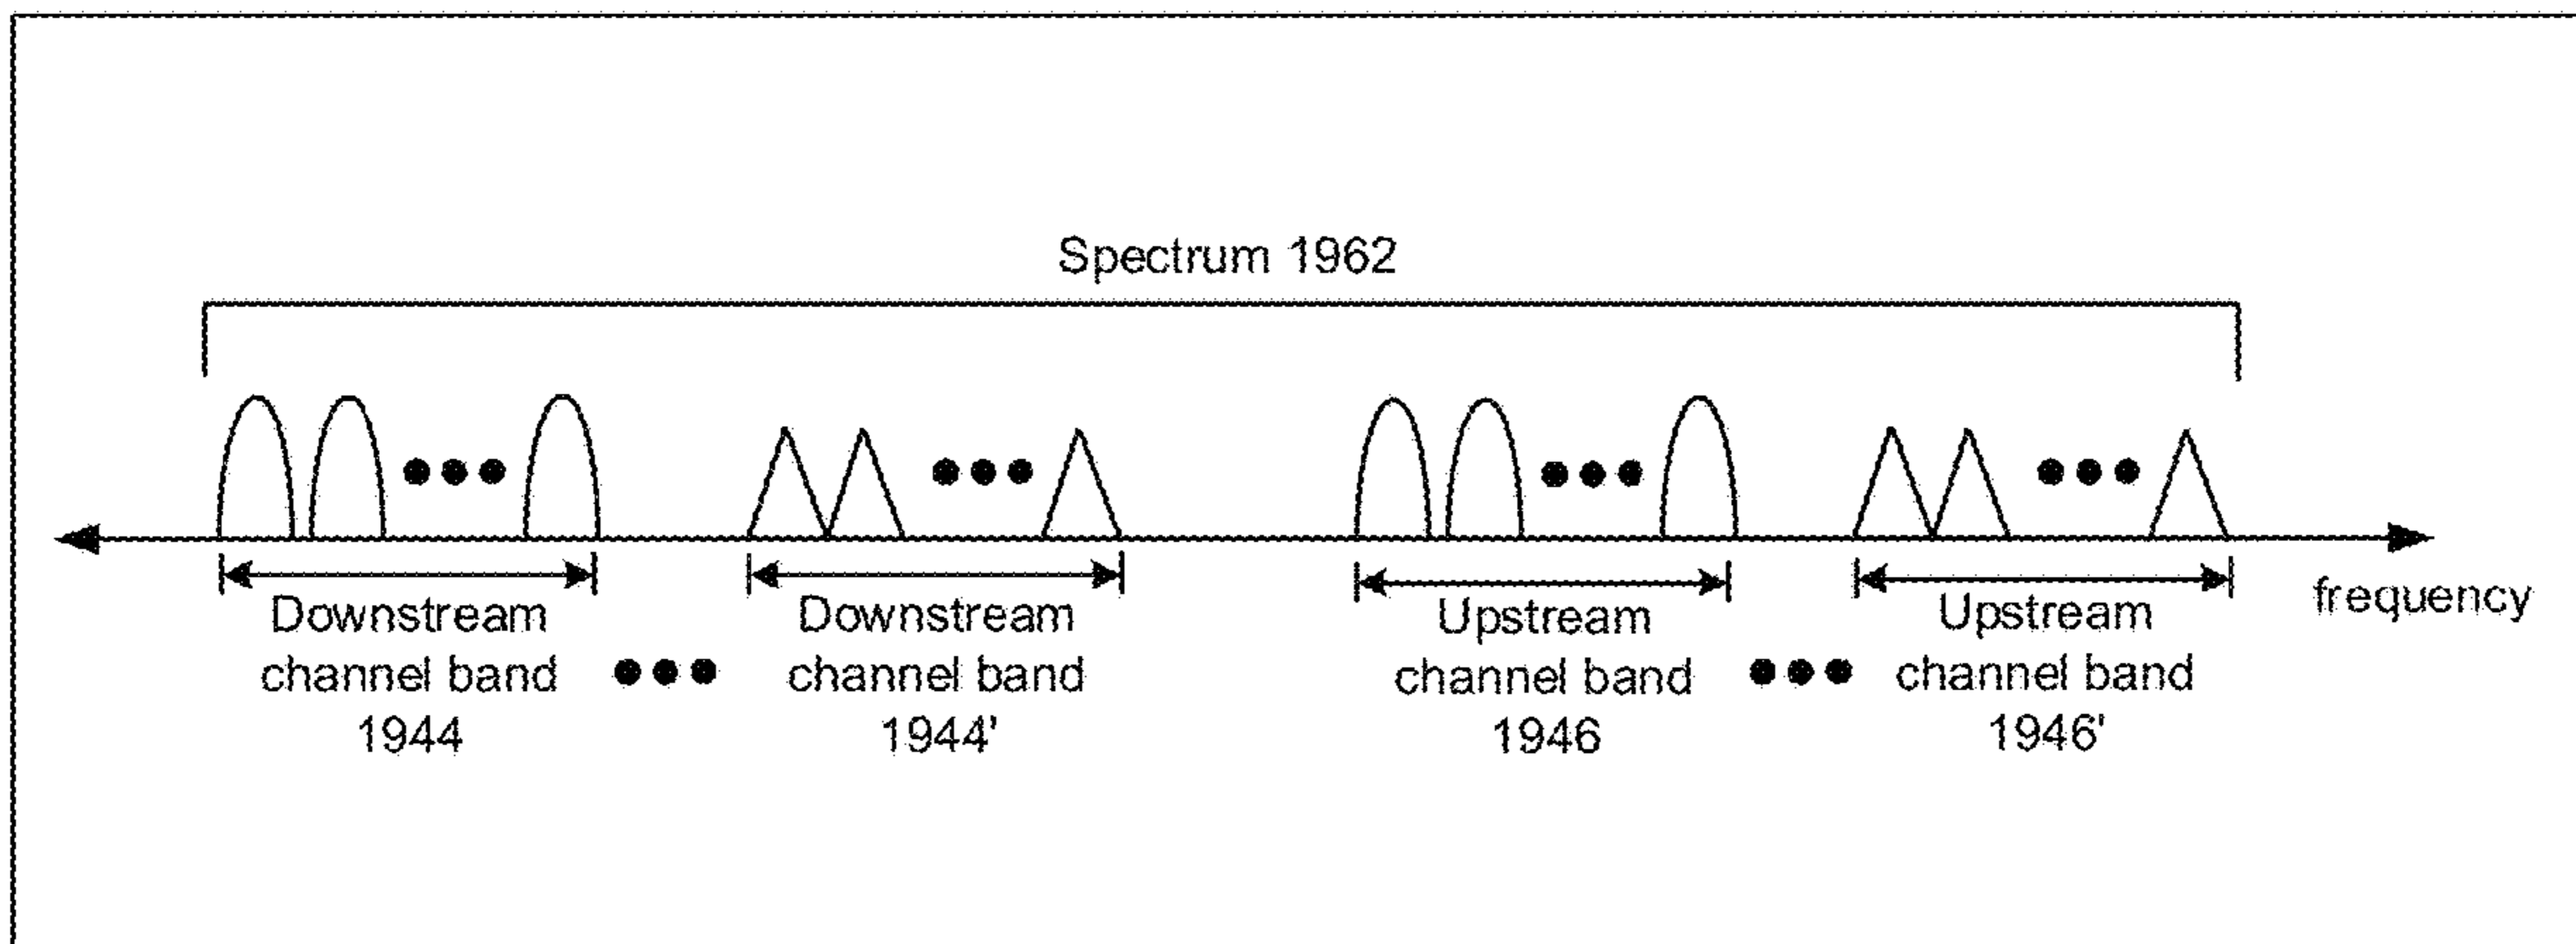 Spectrum 1962
Downstream
channel band
1944
Downstream
channel band
1944'
Upstream
channel band
1946
Upstream
channel band
1946'
frequency